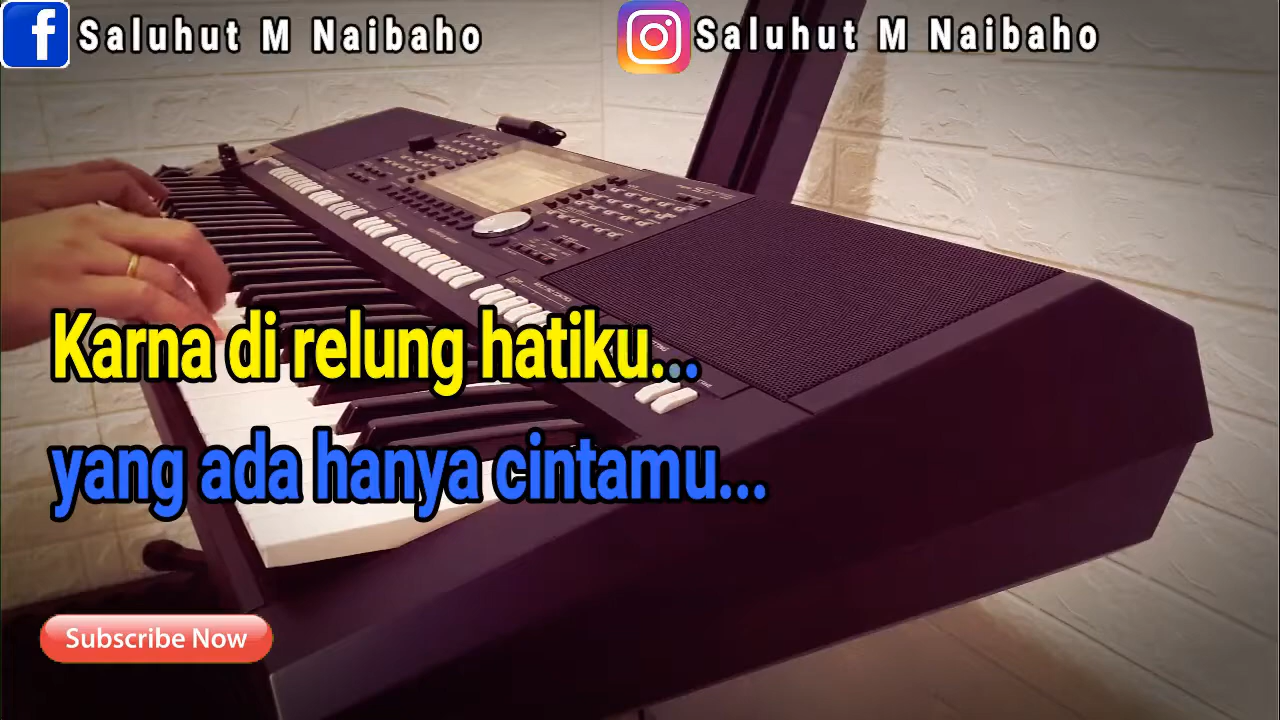 Saluhut M Naibaho
Saluhut M Naibaho
Karna di relung hatiku...
yang ada hanya cintamu...
Subscribe Now